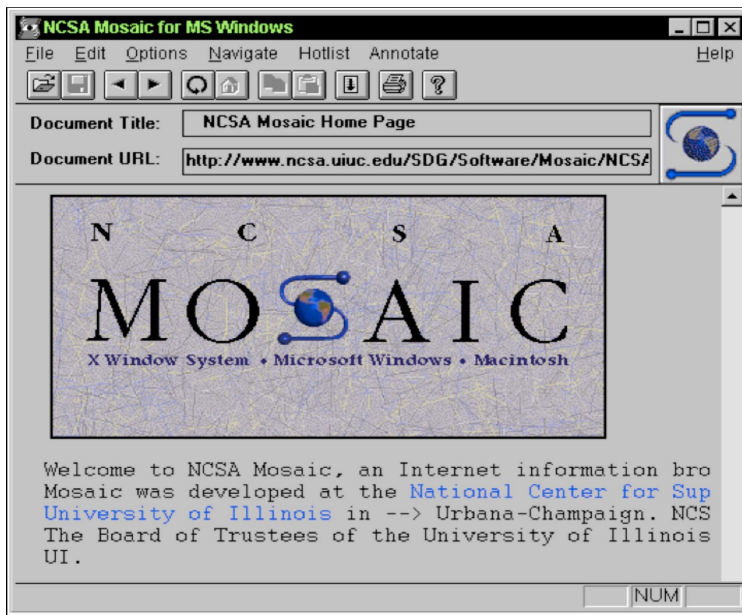 NCSA Mosaic for MS Windows
File Edit Options Navigate Hotlist Annotate Help
Document Title: NCSA Mosaic Home Page
Document URL: http://www.ncsa.uiuc.edu/SDG/Software/Mosaic/NCSA
N C S A
MOSAIC
X Window System • Microsoft Windows • Macintosh
Welcome to NCSA Mosaic, an Internet information bro
Mosaic was developed at the National Center for Sup
University of Illinois in --> Urbana-Champaign. NCS
The Board of Trustees of the University of Illinois
UI.
NUM